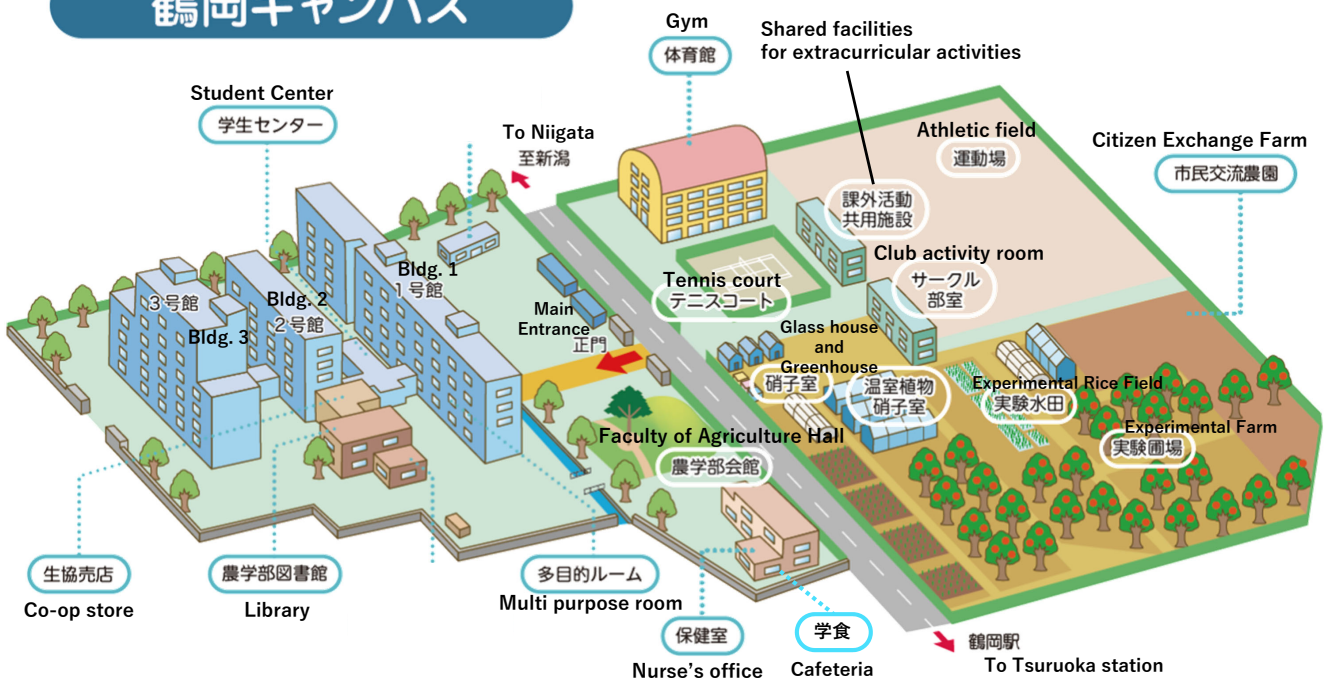 鶴岡キャンパス
Gym
体育館
Shared facilities
for extracurricular activities
Student Center
学生センター
To Niigata
至新潟
Athletic field
運動場
Citizen Exchange Farm
市民交流農園
課外活動
共用施設
Club activity room
サークル
部室
Tennis court
テニスコート
Bldg. 1
1号館
Bldg. 2
2号館
3号館
Bldg. 3
Main
Entrance
正門
Glass house
and
Greenhouse
硝子室
温室植物
硝子室
Experimental Rice Field
実験水田
Experimental Farm
実験圃場
Faculty of Agriculture Hall
農学部会館
生協売店
Co-op store
農学部図書館
Library
多目的ルーム
Multi purpose room
保健室
Nurse's office
学食
Cafeteria
鶴岡駅
To Tsuruoka station